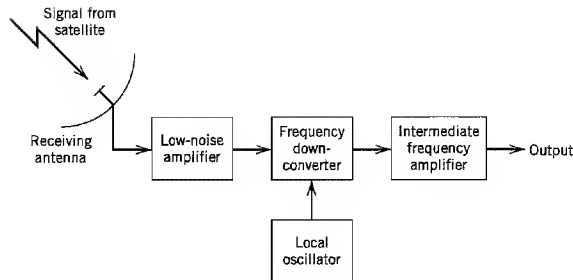 Signal from
satellite
Receiving
antenna
Low-noise
amplifier
Frequency
down-
converter
Intermediate
frequency
amplifier
Output
Local
oscillator